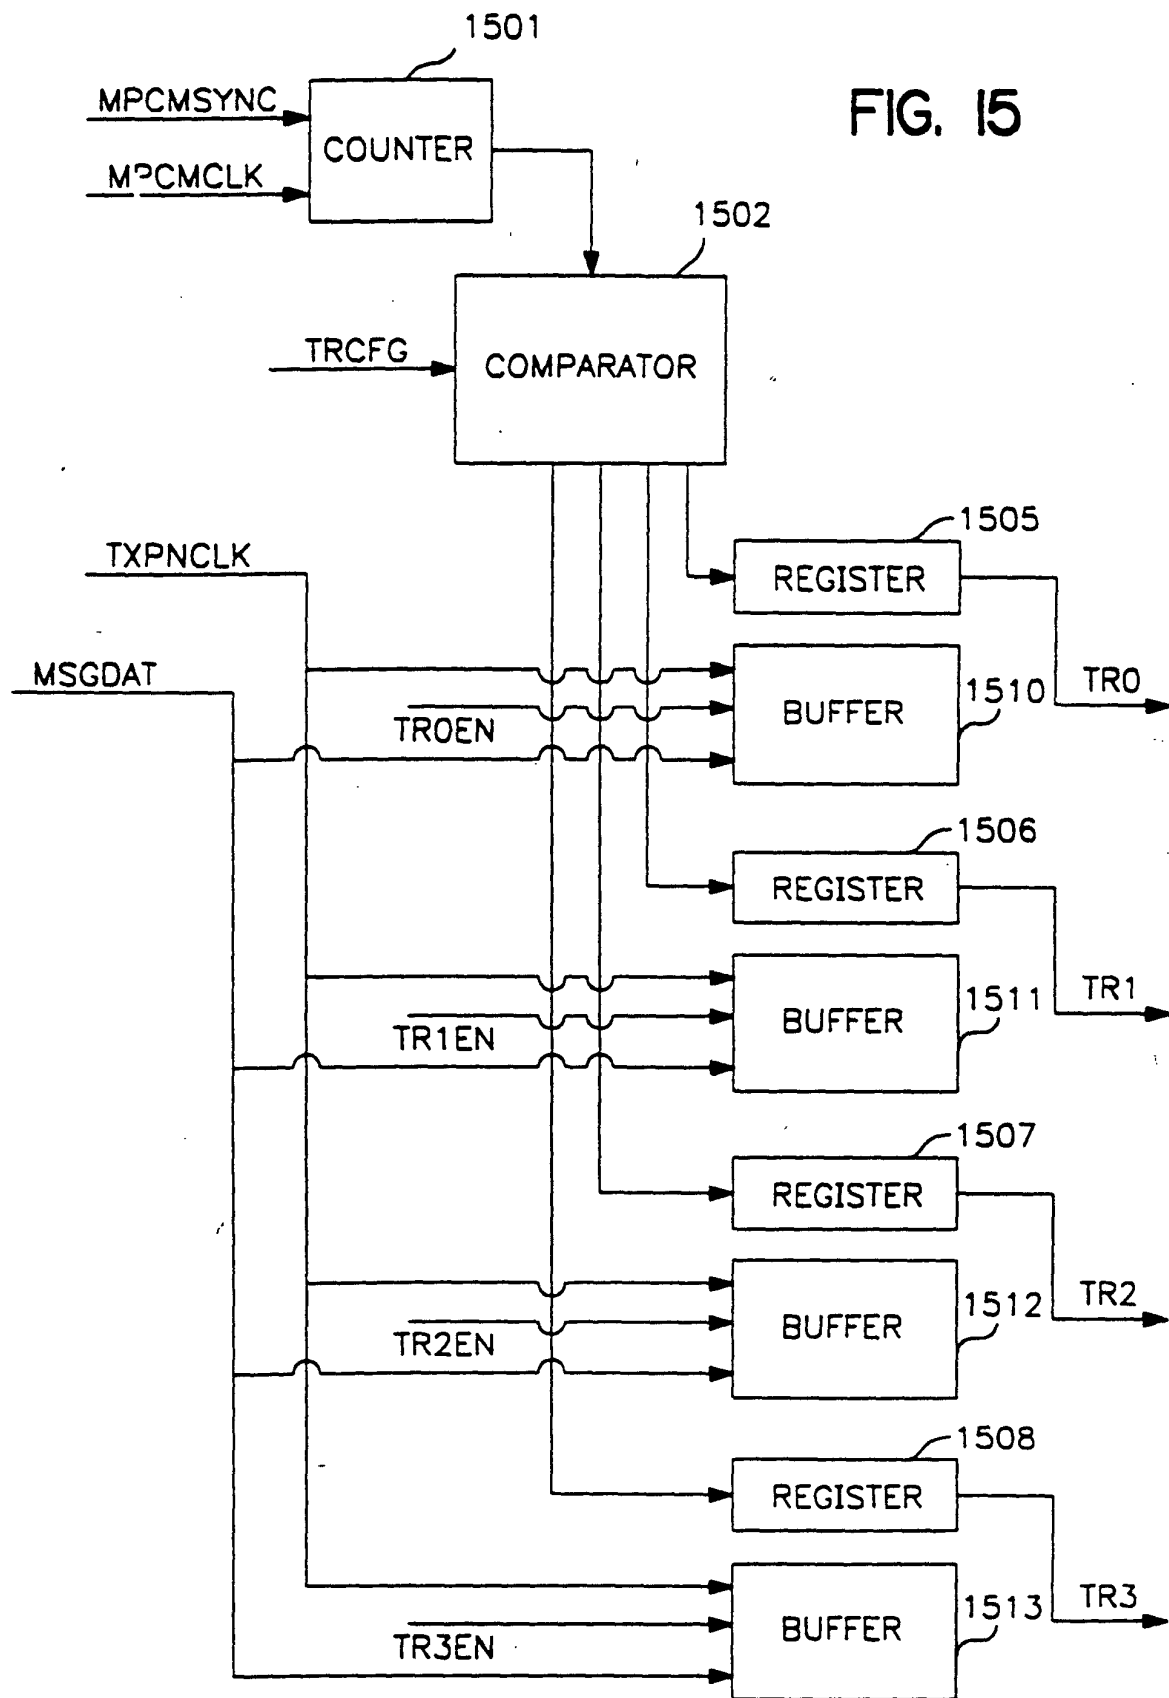 1501
FIG. 15
MPCMSYNC
COUNTER
MPCMCLK
1502
TRCFG
COMPARATOR
1505
TXPNCLK
REGISTER
MSGDAT
TR0
1510
BUFFER
TR0EN
1506
REGISTER
TR1
1511
BUFFER
TR1EN
1507
REGISTER
TR2
1512
BUFFER
TR2EN
1508
REGISTER
TR3
1513
BUFFER
TR3EN